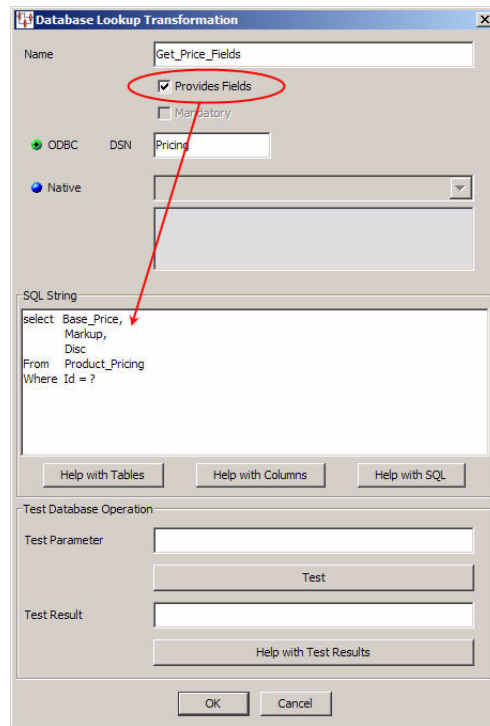 Database Lookup Transformation
Name Get_Price_Fields
Provides Fields
Mandatory
ODBC DSN Pricing
Native
SQL String
select Base_Price,
Markup,
Disc
From Product_Pricing
Where Id = ?
Help with Tables Help with Columns Help with SQL
Test Database Operation
Test Parameter
Test
Test Result
Help with Test Results
OK Cancel